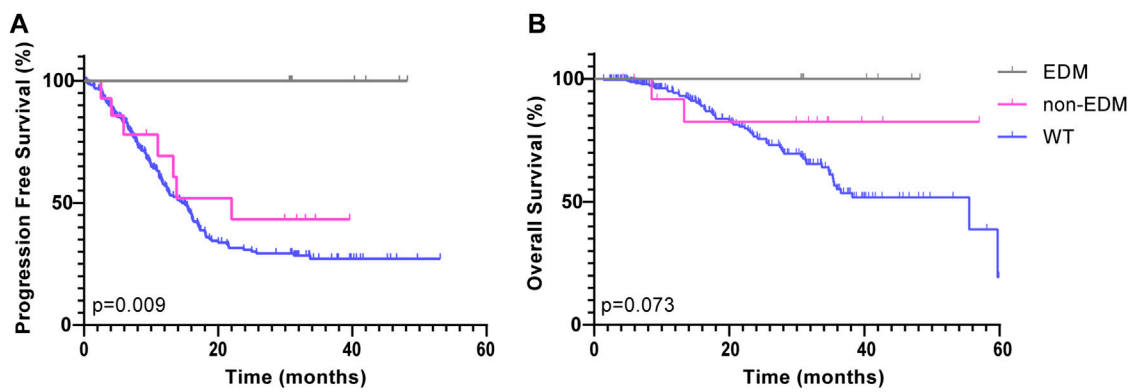 A
Progression Free Survival (%)
100
50
0
p=0.009
0 20 40 60
Time (months)
B
Overall Survival (%)
100
50
0
p=0.073
0 20 40 60
Time (months)
EDM
non-EDM
WT